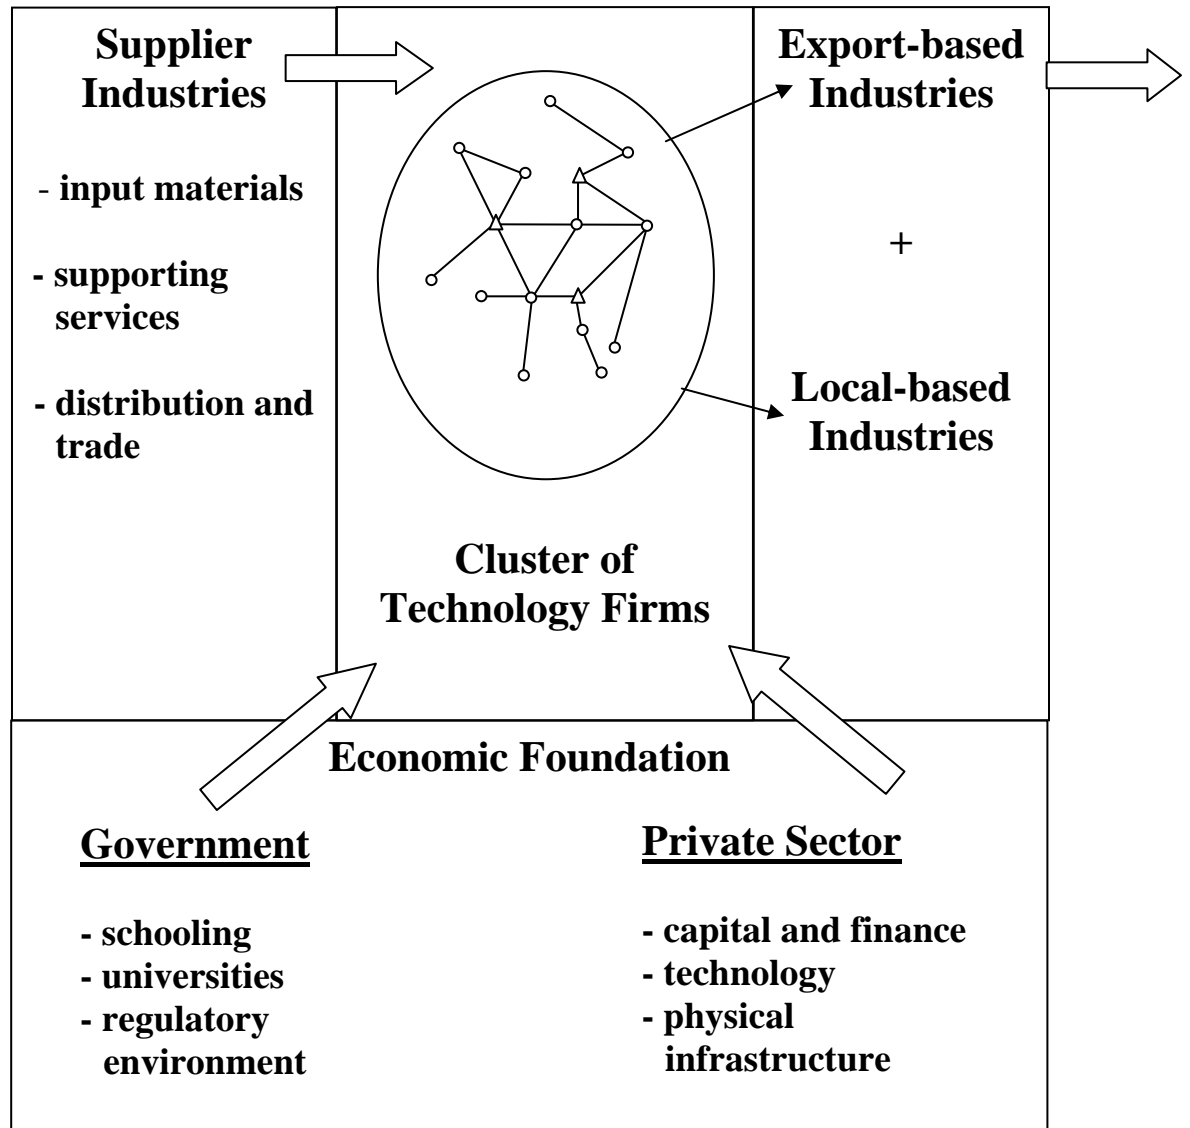 Supplier
Industries
- input materials
- supporting
services
- distribution and
trade
Cluster of
Technology Firms
Export-based
Industries
+
Local-based
Industries
Economic Foundation
Government
- schooling
- universities
- regulatory
environment
Private Sector
- capital and finance
- technology
- physical
infrastructure